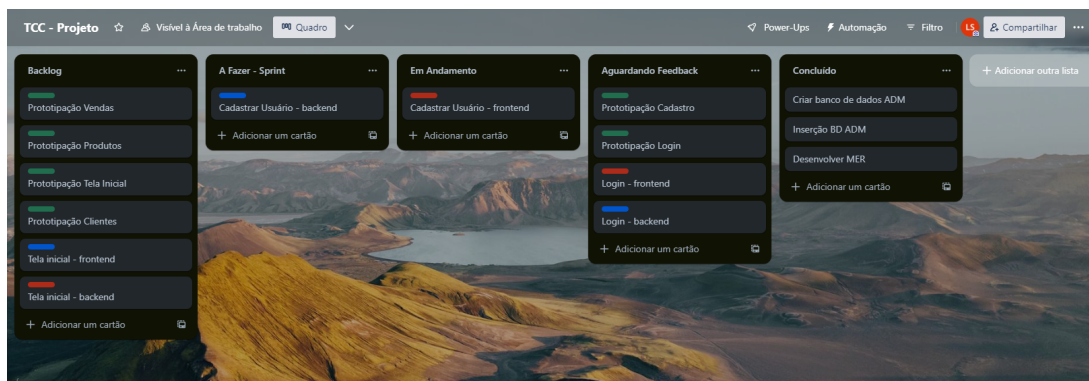 TCC - Projeto
Visível à Área de trabalho
Quadro
Power-Ups
Automação
Filtro
LS
Compartilhar
Backlog
Prototipação Vendas
Prototipação Produtos
Prototipação Tela Inicial
Prototipação Clientes
Tela inicial - frontend
Tela inicial - backend
+ Adicionar um cartão
A Fazer - Sprint
Cadastrar Usuário - backend
+ Adicionar um cartão
Em Andamento
Cadastrar Usuário - frontend
+ Adicionar um cartão
Aguardando Feedback
Prototipação Cadastro
Prototipação Login
Login - frontend
Login - backend
+ Adicionar um cartão
Concluído
Criar banco de dados ADM
Inserção BD ADM
Desenvolver MER
+ Adicionar um cartão
+ Adicionar outra lista